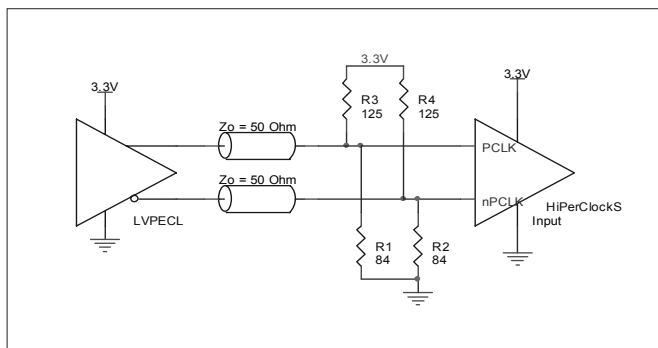 3.3V
3.3V
3.3V
R3
125
R4
125
Zo = 50 Ohm
PCLK
Zo = 50 Ohm
nPCLK
HiPerClockS
Input
LVPECL
R1
84
R2
84